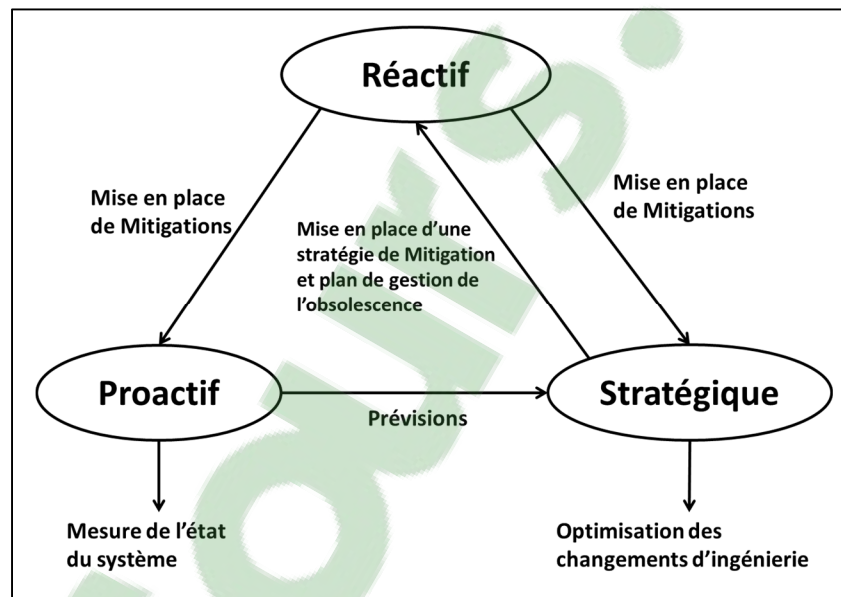 Réactif
Mise en place
de Mitigations
Mise en place d'une
stratégie de Mitigation
et plan de gestion de
l'obsolescence
Mise en place
de Mitigations
Proactif
Prévisions
Stratégique
Mesure de l'état
du système
Optimisation des
changements d'ingénierie